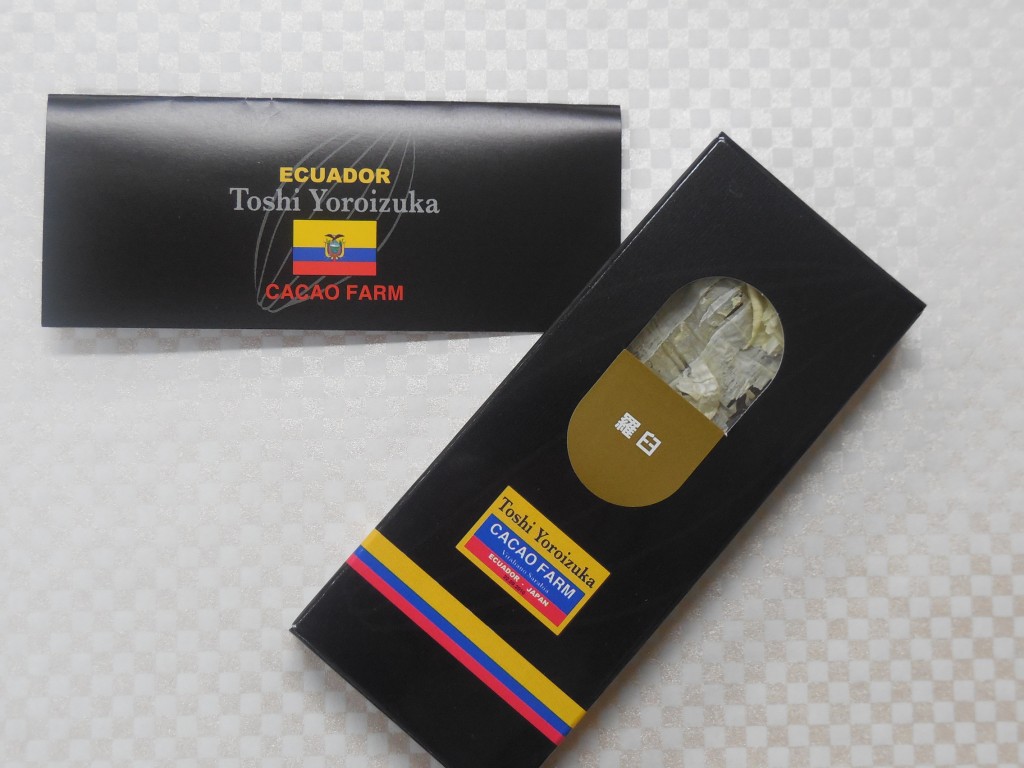 ECUADOR
Toshi Yoroizuka
CACAO FARM
羅臼
Toshi Yoroizuka
CACAO FARM
ECUADOR · JAPAN